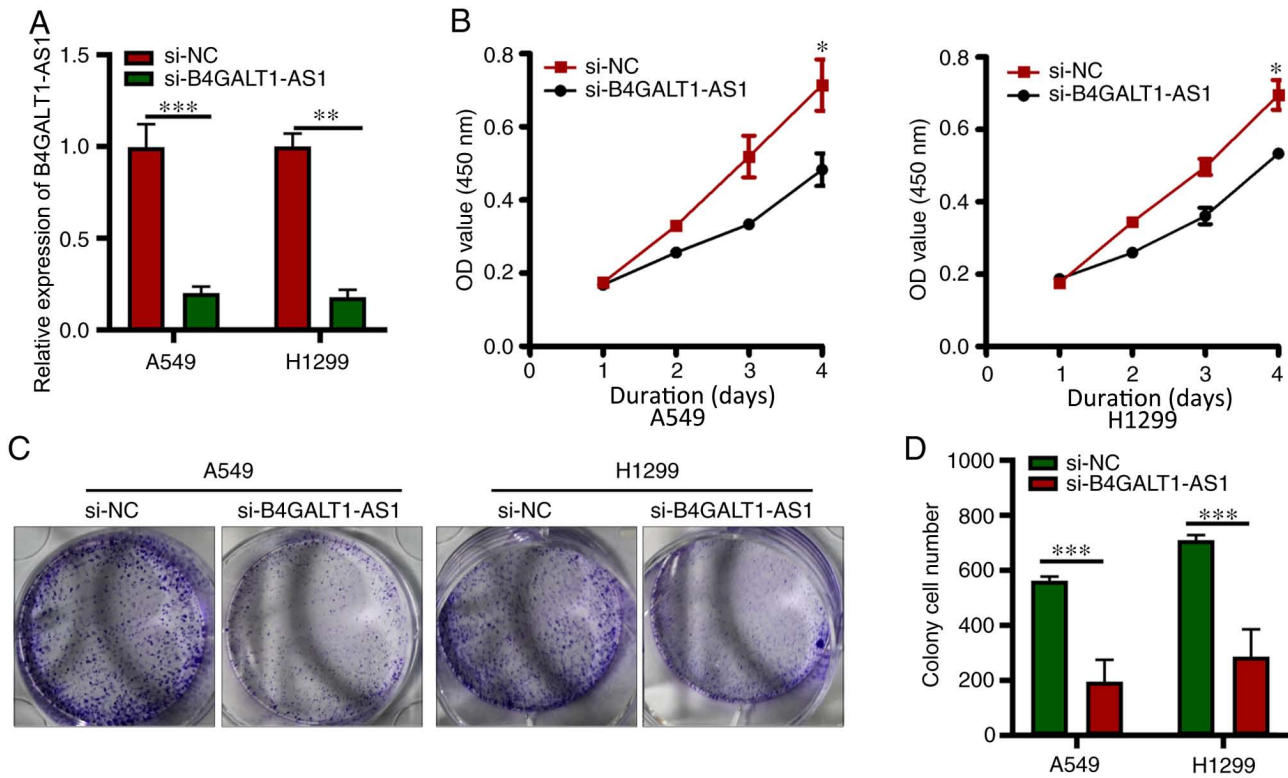 A
Relative expression of B4GALT1-AS1
1.5
1.0
0.5
0.0
si-NC
si-B4GALT1-AS1
***
**
A549
H1299
B
OD value (450 nm)
0.8
0.6
0.4
0.2
0.0
si-NC
si-B4GALT1-AS1
*
0 1 2 3 4
Duration (days)
A549
OD value (450 nm)
0.8
0.6
0.4
0.2
0.0
si-NC
si-B4GALT1-AS1
*
0 1 2 3 4
Duration (days)
H1299
C
A549
si-NC si-B4GALT1-AS1
H1299
si-NC si-B4GALT1-AS1
D
Colony cell number
1000
800
600
400
200
0
si-NC
si-B4GALT1-AS1
***
***
A549
H1299